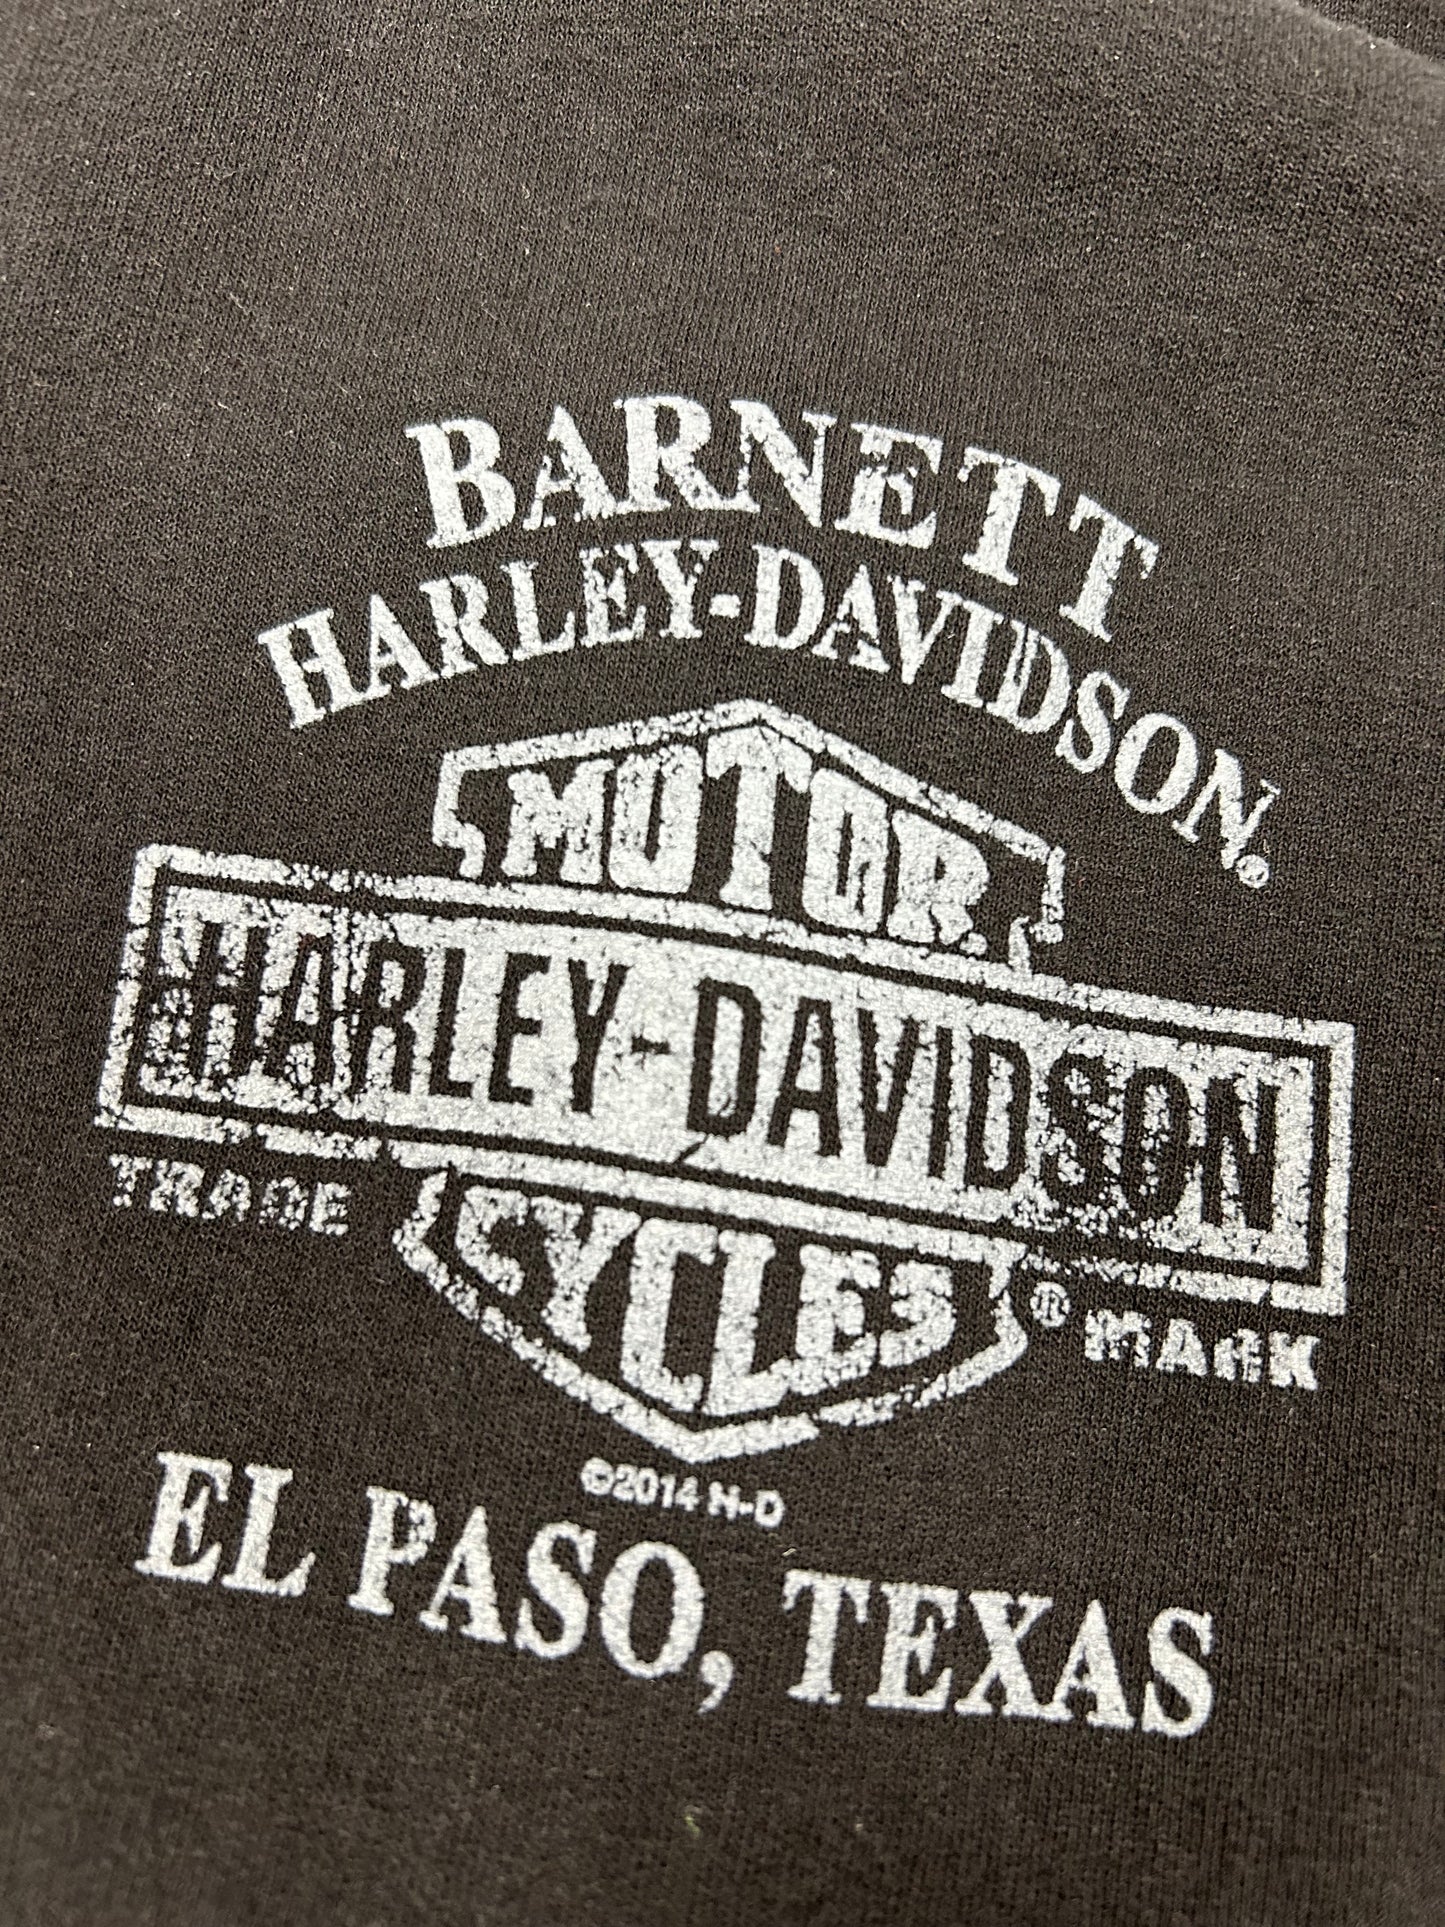 BARNETT
HARLEY-DAVIDSON®
MOTOR
HARLEY-DAVIDSON
CYCLES
TRADE ® MARK
©2014 H-D
EL PASO, TEXAS